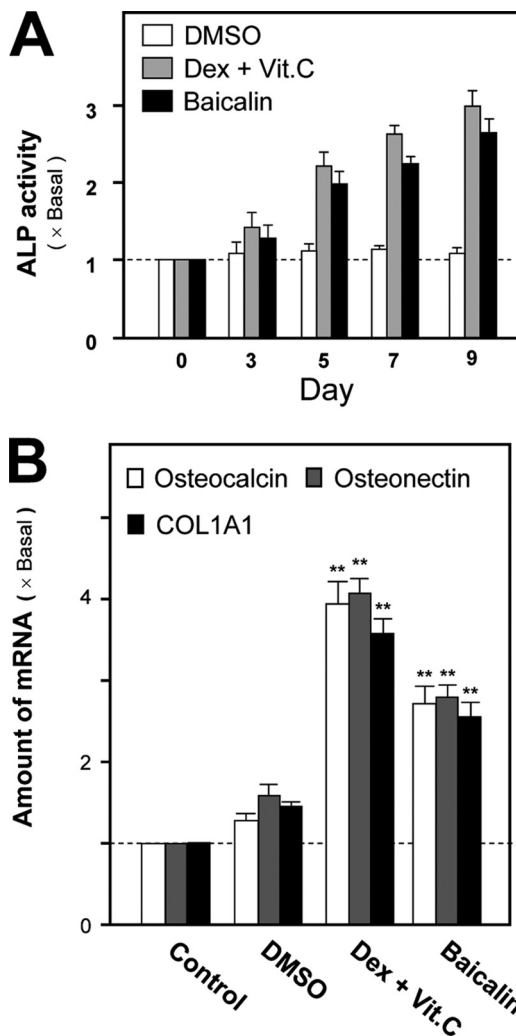 A
DMSO
Dex + Vit.C
Baicalin
ALP activity
( × Basal )
3
2
1
0
0 3 5 7 9
Day
B
Osteocalcin Osteonectin
COL1A1
Amount of mRNA ( × Basal )
4
2
0
** ** **
** ** **
Control DMSO Dex + Vit.C Baicalin